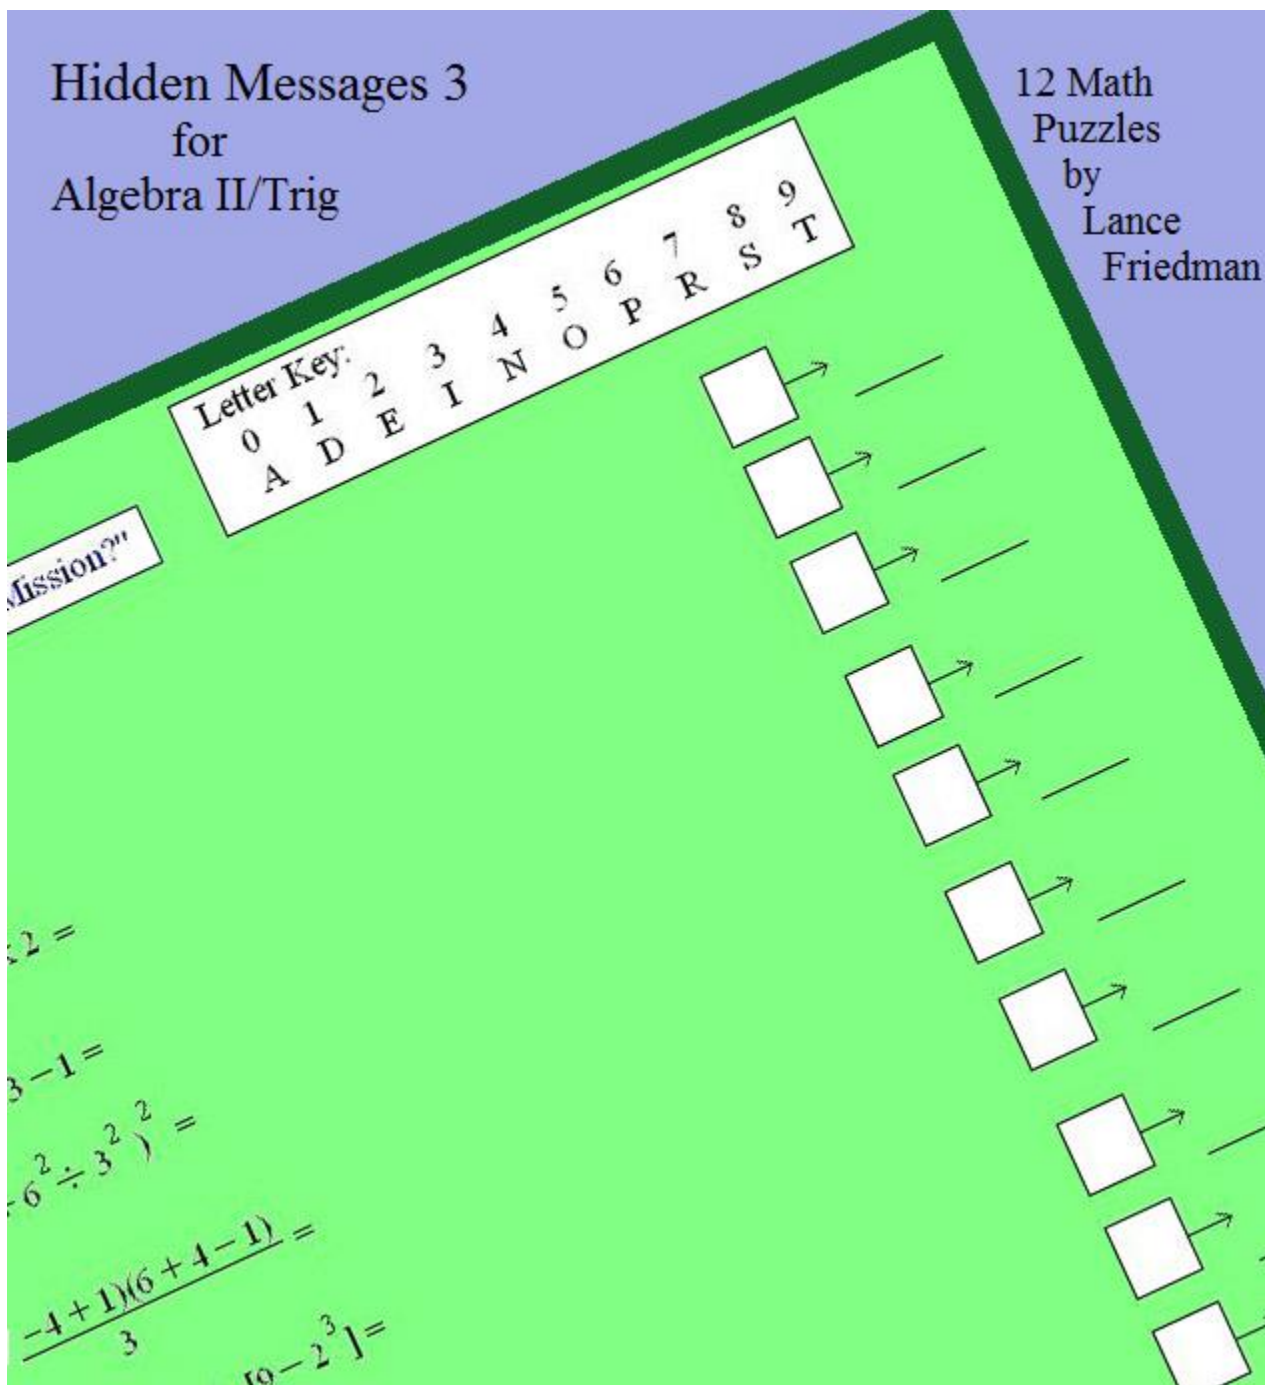 Hidden Messages 3
for
Algebra II/Trig
12 Math
Puzzles
by
Lance
Friedman
Letter Key:
0 1 2 3 4 5 6 7 8 9
A D E I N O P R S T
Mission?"
2 =
3 − 1 =
6² ÷ 3²)² =
−4 + 1)(6 + 4 − 1) =
3
[9 − 2³] =